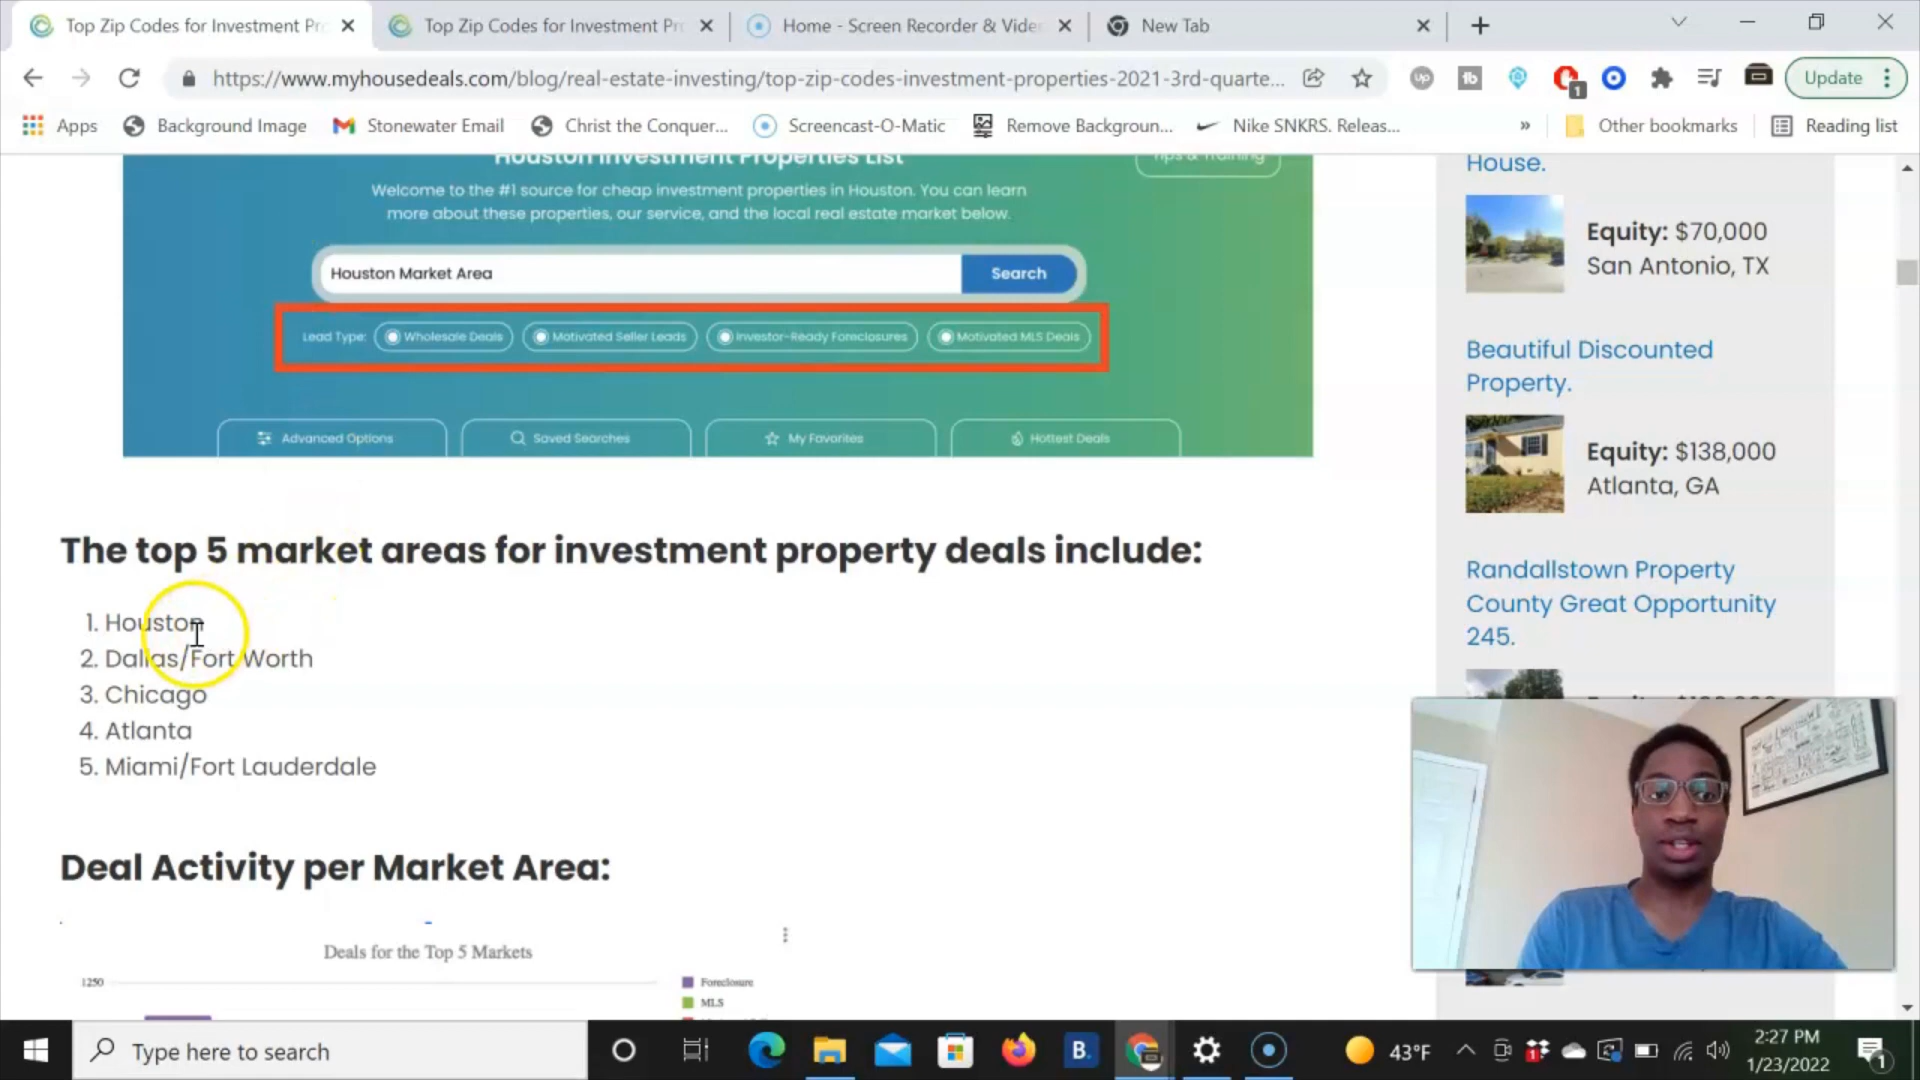 Top Zip Codes for Investment Pr
Top Zip Codes for Investment Pr
Home - Screen Recorder & Vide
New Tab
https://www.myhousedeals.com/blog/real-estate-investing/top-zip-codes-investment-properties-2021-3rd-quarte...
Up
1
Update
Apps
Background Image
Stonewater Email
Christ the Conquer...
Screencast-O-Matic
Remove Backgroun...
Nike SNKRS. Releas...
»
Other bookmarks
Reading list
Houston Investment Properties List
Tips & Training
Welcome to the #1 source for cheap investment properties in Houston. You can learn
more about these properties, our service, and the local real estate market below.
Houston Market Area
Search
Lead Type:
Wholesale Deals
Motivated Seller Leads
Investor-Ready Foreclosures
Motivated MLS Deals
Advanced Options
Saved Searches
My Favorites
Hottest Deals
The top 5 market areas for investment property deals include:
1. Houston
2. Dallas/Fort Worth
3. Chicago
4. Atlanta
5. Miami/Fort Lauderdale
Deal Activity per Market Area:
Deals for the Top 5 Markets
1250
Foreclosure
MLS
House.
Equity: $70,000
San Antonio, TX
Beautiful Discounted
Property.
Equity: $138,000
Atlanta, GA
Randallstown Property
County Great Opportunity
245.
Type here to search
B.
43°F
2:27 PM
1/23/2022
1